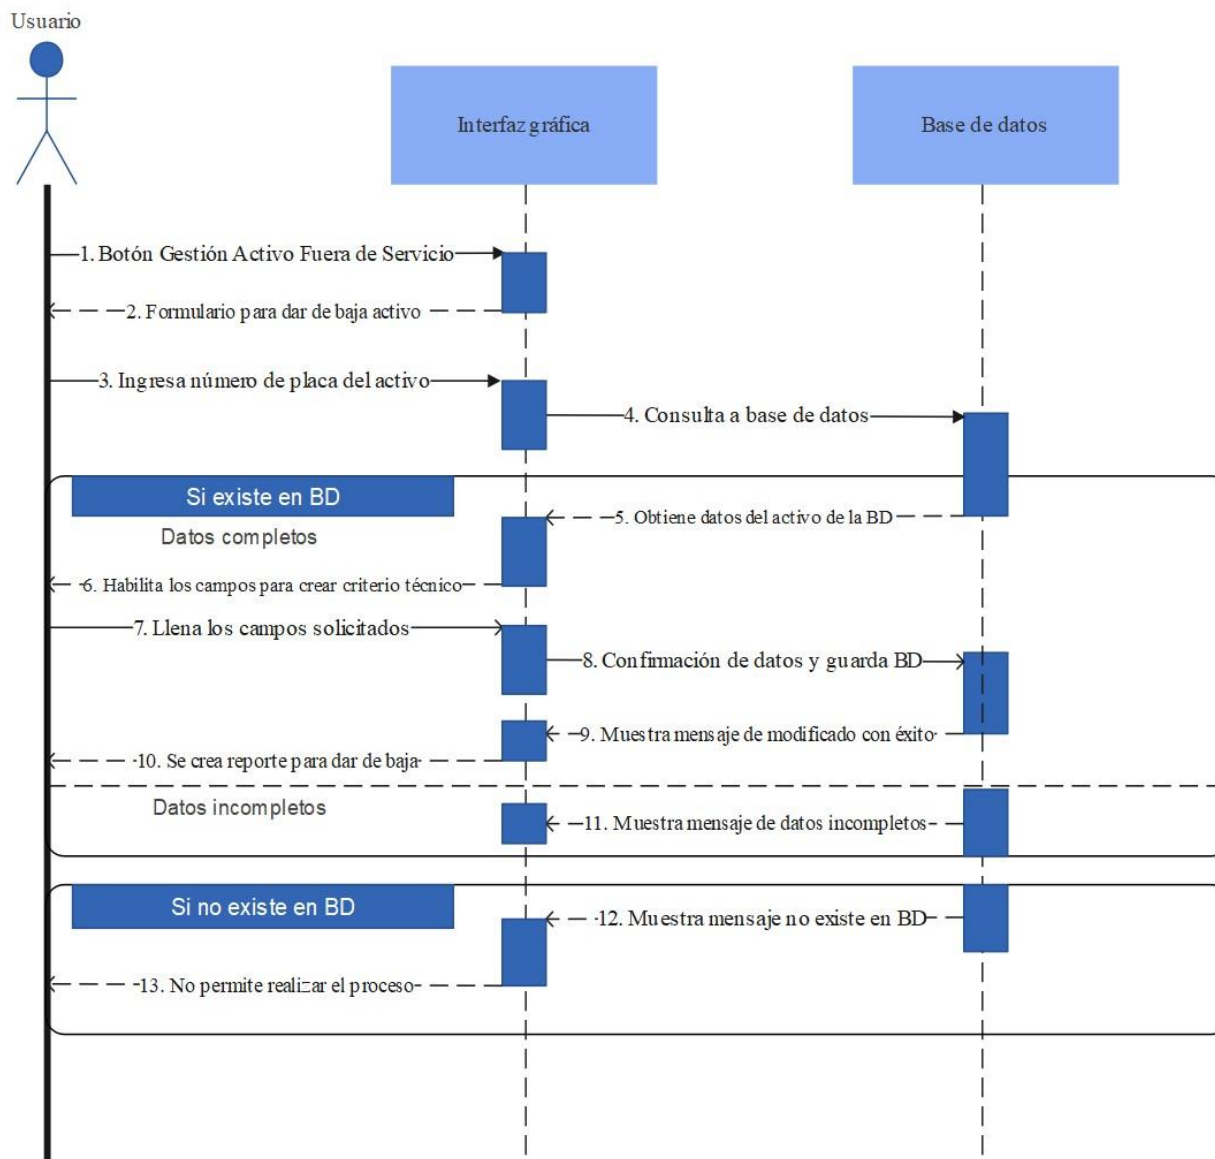 Usuario
Interfaz gráfica
Base de datos
1. Botón Gestión Activo Fuera de Servicio
2. Formulario para dar de baja activo
3. Ingresa número de placa del activo
4. Consulta a base de datos
Si existe en BD
5. Obtiene datos del activo de la BD
Datos completos
6. Habilita los campos para crear criterio técnico
7. Llena los campos solicitados
8. Confirmación de datos y guarda BD
9. Muestra mensaje de modificado con éxito
10. Se crea reporte para dar de baja
Datos incompletos
11. Muestra mensaje de datos incompletos
Si no existe en BD
12. Muestra mensaje no existe en BD
13. No permite realizar el proceso